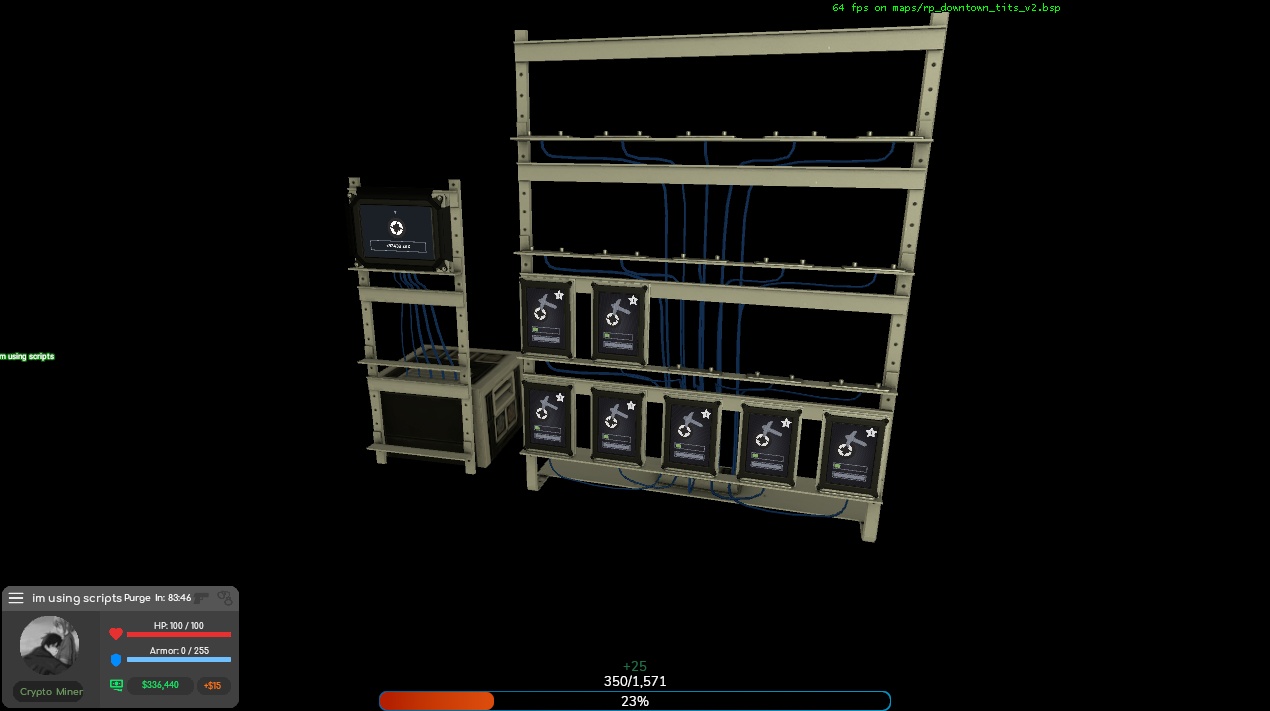 64 fps on maps/rp_downtown_tits_v2.bsp
m using scripts
im using scripts Purge In: 83:46
HP: 100 / 100
Armor: 0 / 255
$336,440 +$15
Crypto Miner
+25
350/1,571
23%